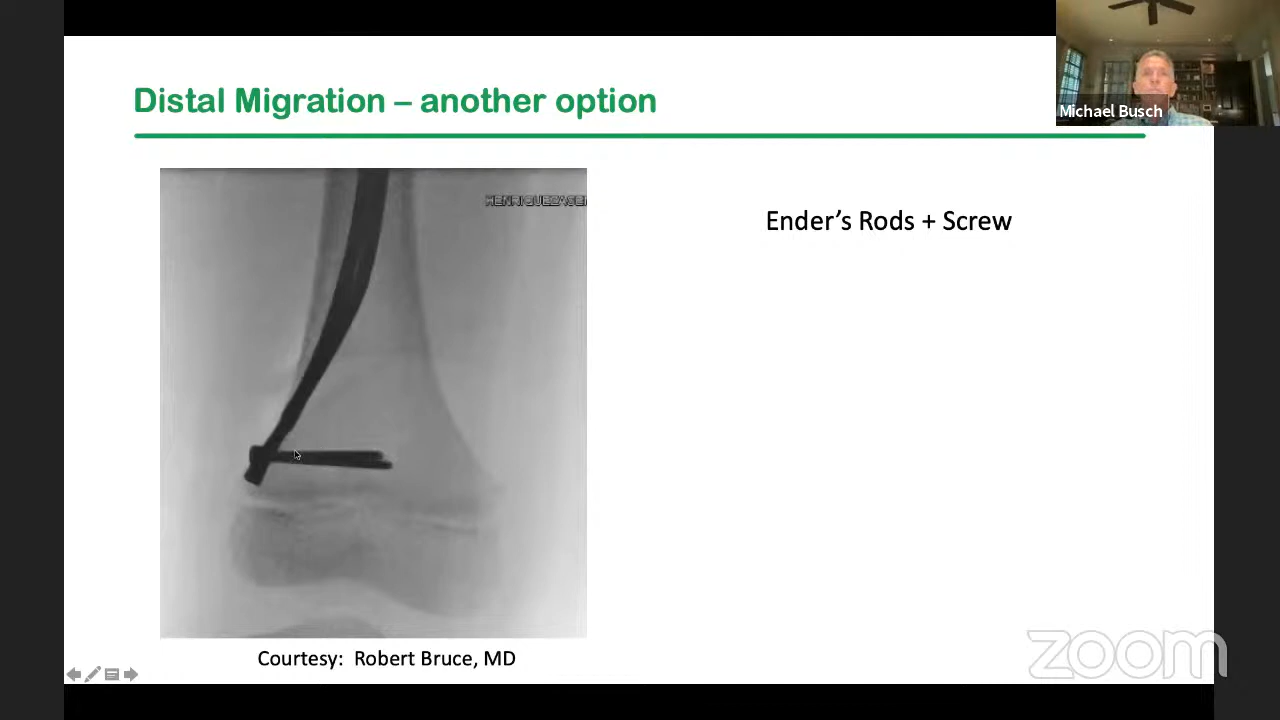 Distal Migration – another option
Michael Busch
Ender’s Rods + Screw
Courtesy: Robert Bruce, MD
zoom